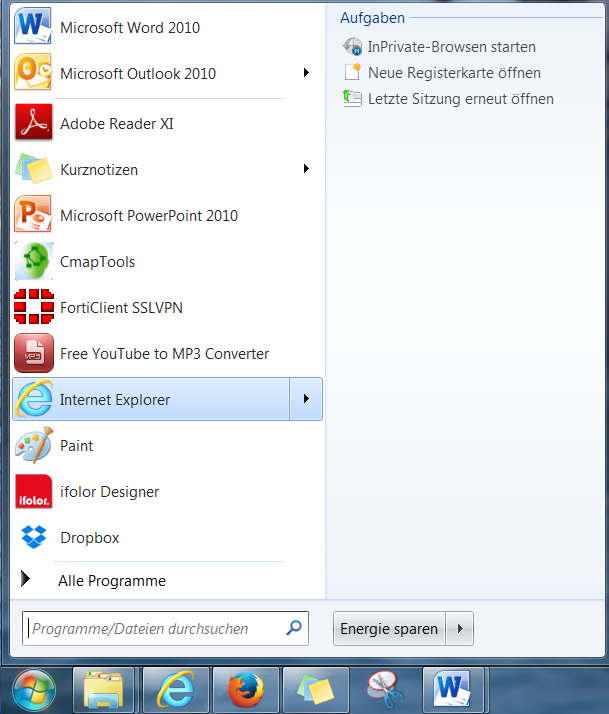 Microsoft Word 2010
Microsoft Outlook 2010
Adobe Reader XI
Kurznotizen
Microsoft PowerPoint 2010
CmapTools
FortiClient SSLVPN
MP3
Free YouTube to MP3 Converter
Internet Explorer
Paint
ifolor.
ifolor Designer
Dropbox
Alle Programme
Programme/Dateien durchsuchen
Aufgaben
InPrivate-Browsen starten
Neue Registerkarte öffnen
Letzte Sitzung erneut öffnen
Energie sparen